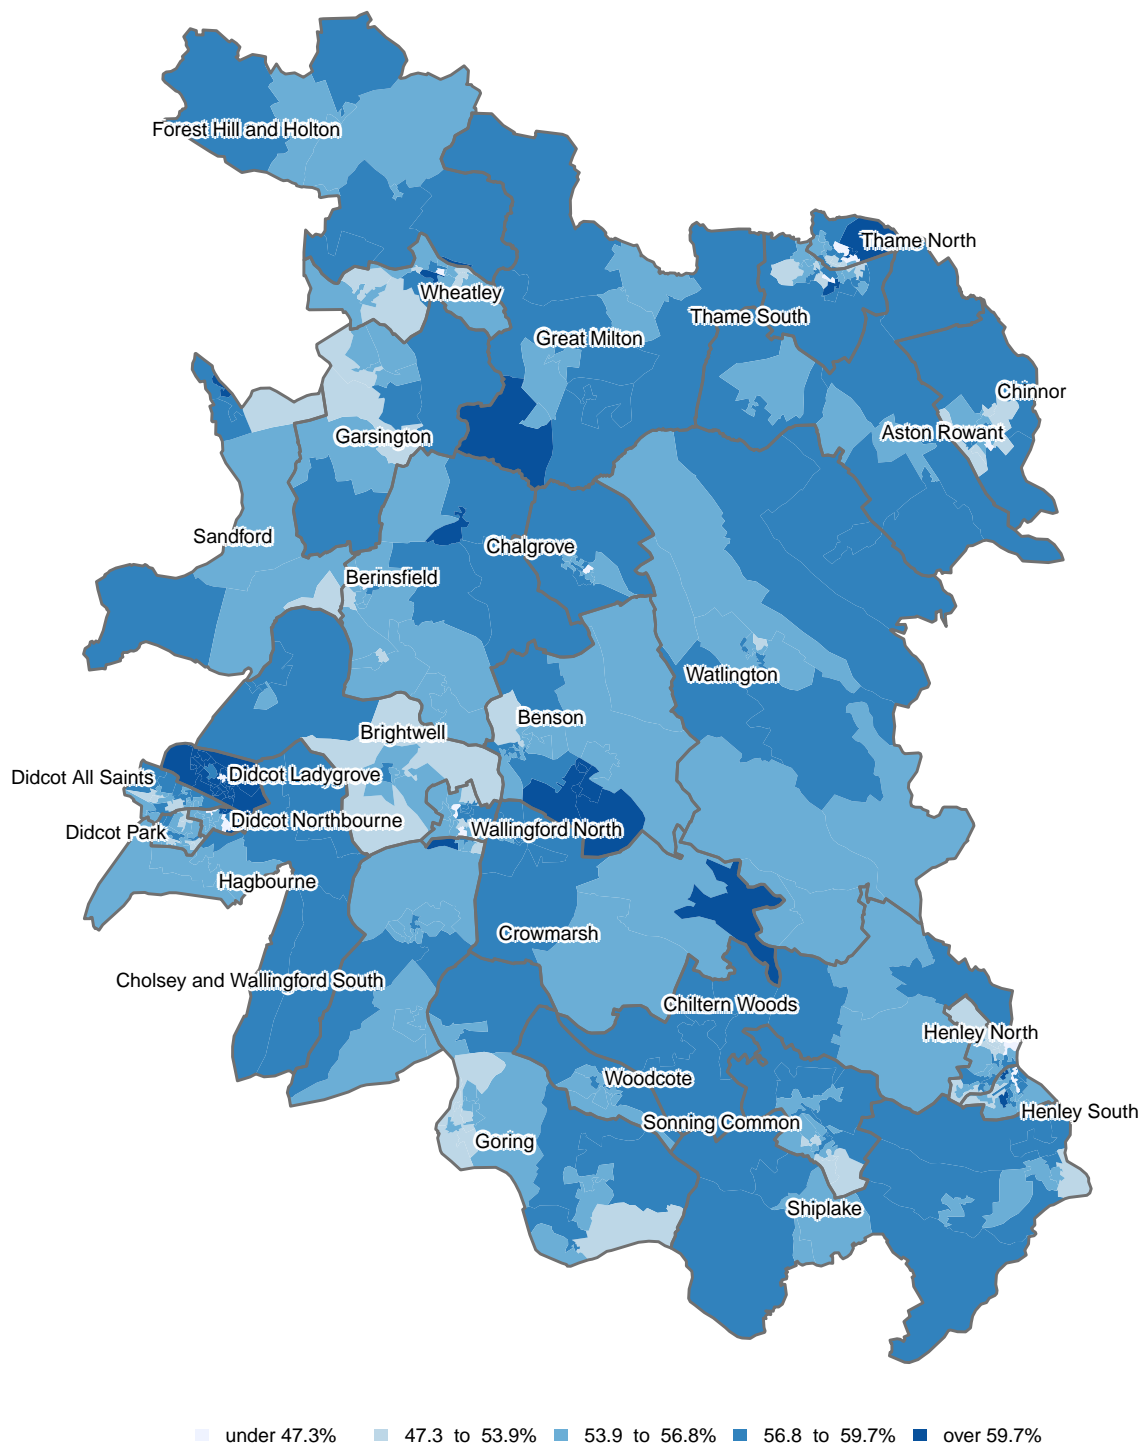 Forest Hill and Holton
Thame North
Wheatley
Thame South
Great Milton
Chinnor
Aston Rowant
Garsington
Sandford
Chalgrove
Berinsfield
Watlington
Benson
Brightwell
Didcot All Saints
Didcot Ladygrove
Didcot Northbourne
Wallingford North
Didcot Park
Hagbourne
Crowmarsh
Cholsey and Wallingford South
Chiltern Woods
Henley North
Woodcote
Henley South
Sonning Common
Goring
Shiplake
under 47.3% 47.3 to 53.9% 53.9 to 56.8% 56.8 to 59.7% over 59.7%